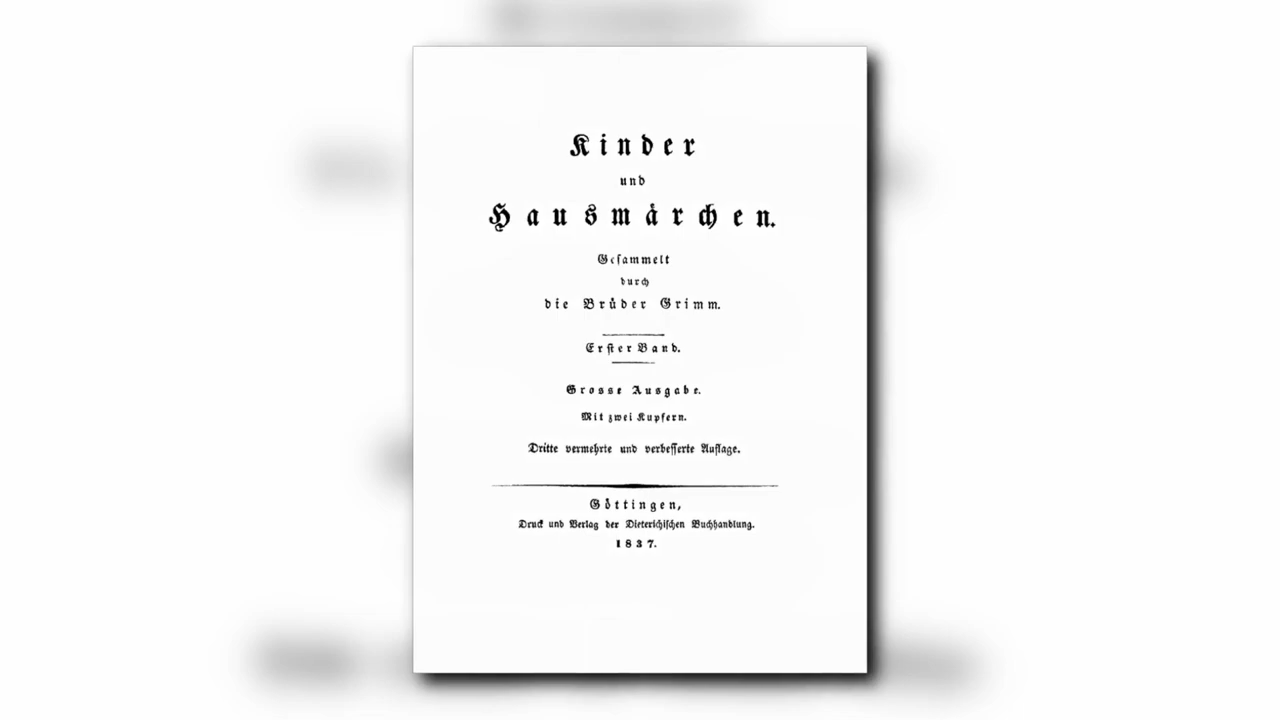 Kinder
und
Hausmärchen.
Gesammelt
durch
die Brüder Grimm.
Erster Band.
Grosse Ausgabe.
Mit zwei Kupfern.
Dritte vermehrte und verbesserte Auflage.
Göttingen,
Druck und Verlag der Dieterichischen Buchhandlung.
1837.